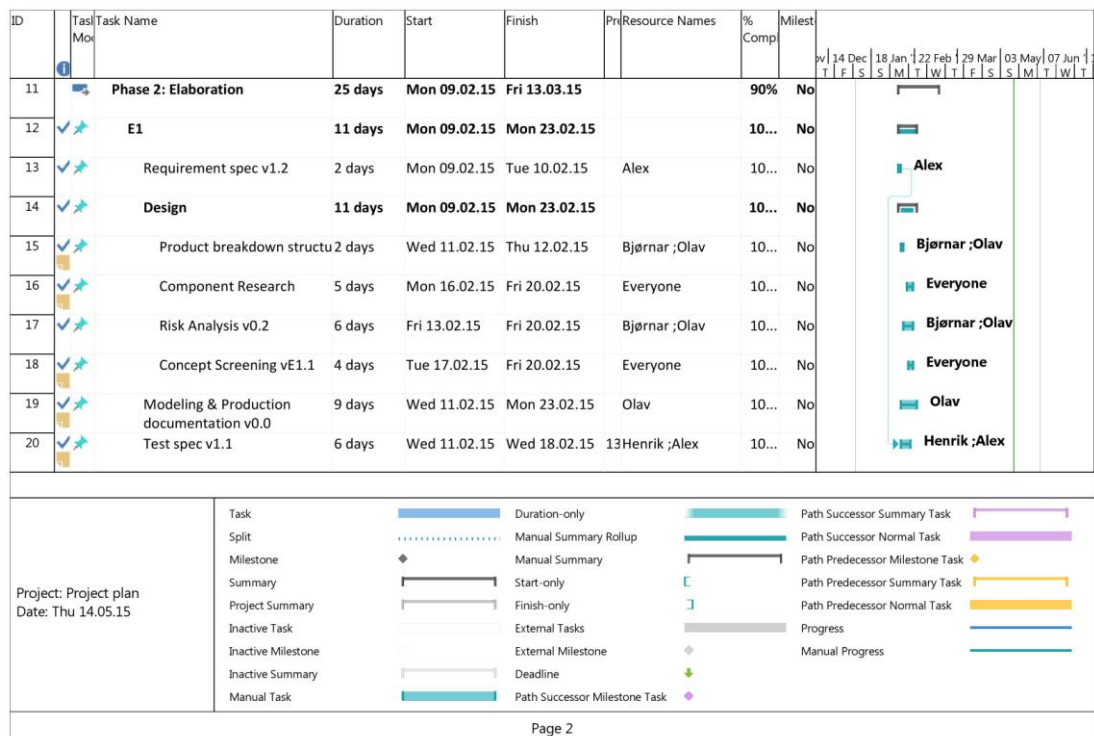 ID Task Mod Task Name Duration Start Finish Pre Resource Names % Compl Milest
ov 14 Dec 18 Jan ' 22 Feb ' 29 Mar 03 May 07 Jun '
T F S S M T W T F S S M T W T
11 Phase 2: Elaboration 25 days Mon 09.02.15 Fri 13.03.15 90% No
12 E1 11 days Mon 09.02.15 Mon 23.02.15 10... No
13 Requirement spec v1.2 2 days Mon 09.02.15 Tue 10.02.15 Alex 10... No Alex
14 Design 11 days Mon 09.02.15 Mon 23.02.15 10... No
15 Product breakdown structu 2 days Wed 11.02.15 Thu 12.02.15 Bjørnar ;Olav 10... No Bjørnar ;Olav
16 Component Research 5 days Mon 16.02.15 Fri 20.02.15 Everyone 10... No Everyone
17 Risk Analysis v0.2 6 days Fri 13.02.15 Fri 20.02.15 Bjørnar ;Olav 10... No Bjørnar ;Olav
18 Concept Screening vE1.1 4 days Tue 17.02.15 Fri 20.02.15 Everyone 10... No Everyone
19 Modeling & Production 9 days Wed 11.02.15 Mon 23.02.15 Olav 10... No Olav
documentation v0.0
20 Test spec v1.1 6 days Wed 11.02.15 Wed 18.02.15 13 Henrik ;Alex 10... No Henrik ;Alex
Project: Project plan
Date: Thu 14.05.15
Task
Split
Milestone
Summary
Project Summary
Inactive Task
Inactive Milestone
Inactive Summary
Manual Task
Duration-only
Manual Summary Rollup
Manual Summary
Start-only
Finish-only
External Tasks
External Milestone
Deadline
Path Successor Milestone Task
Path Successor Summary Task
Path Successor Normal Task
Path Predecessor Milestone Task
Path Predecessor Summary Task
Path Predecessor Normal Task
Progress
Manual Progress
Page 2